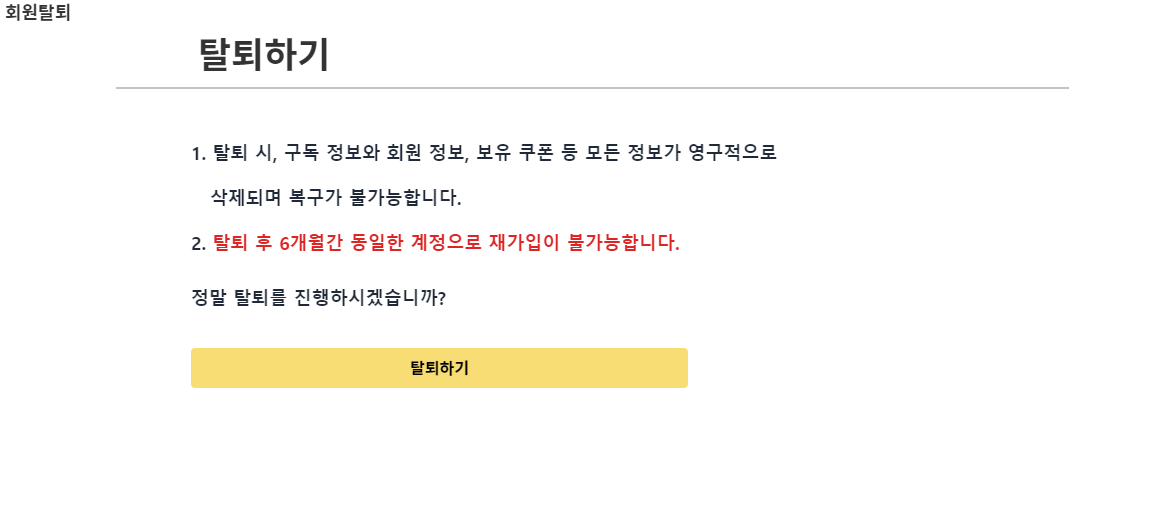 회원탈퇴
탈퇴하기
1. 탈퇴 시, 구독 정보와 회원 정보, 보유 쿠폰 등 모든 정보가 영구적으로
삭제되며 복구가 불가능합니다.
2. 탈퇴 후 6개월간 동일한 계정으로 재가입이 불가능합니다.
정말 탈퇴를 진행하시겠습니까?
탈퇴하기